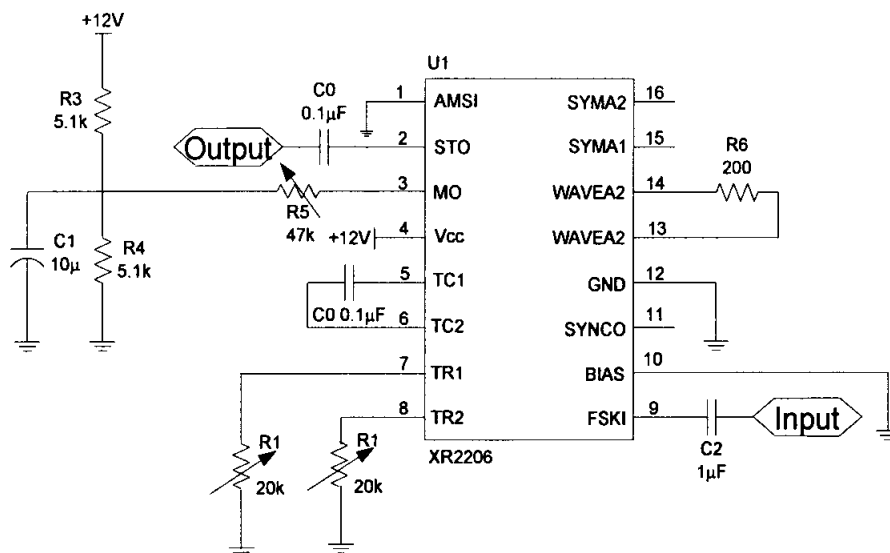 +12V
R3
5.1k
C1
10µ
R4
5.1k
Output
C0
0.1µF
R5
47k
+12V
C0 0.1µF
R1
20k
R1
20k
U1
1 AMSI
2 STO
3 MO
4 Vcc
5 TC1
6 TC2
7 TR1
8 TR2
SYMA2 16
SYMA1 15
WAVEA2 14
WAVEA2 13
GND 12
SYNCO 11
BIAS 10
FSKI 9
XR2206
R6
200
C2
1µF
Input